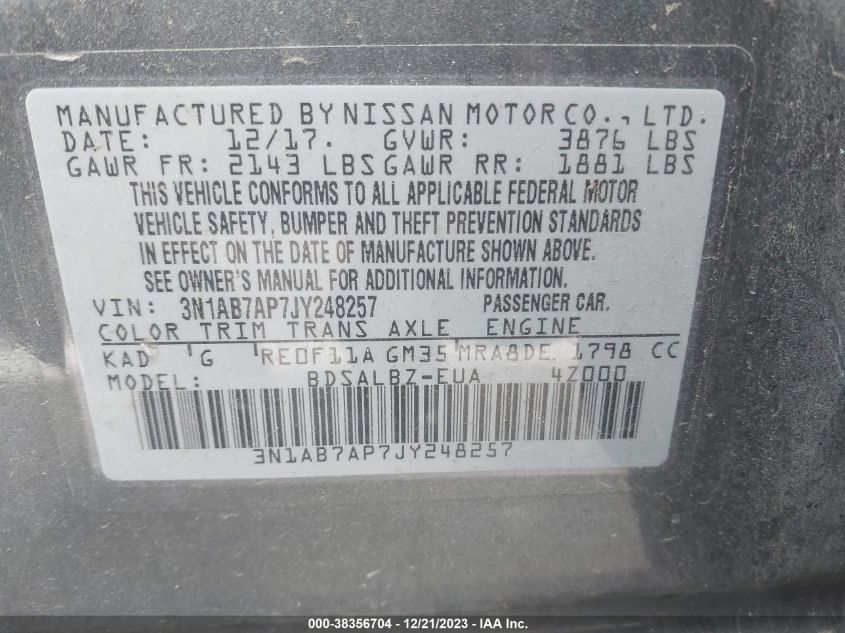 MANUFACTURED BY NISSAN MOTOR CO., LTD.
DATE: 12/17. GVWR: 3876 LBS
GAWR FR: 2143 LBS GAWR RR: 1881 LBS
THIS VEHICLE CONFORMS TO ALL APPLICABLE FEDERAL MOTOR
VEHICLE SAFETY, BUMPER AND THEFT PREVENTION STANDARDS
IN EFFECT ON THE DATE OF MANUFACTURE SHOWN ABOVE.
SEE OWNER'S MANUAL FOR ADDITIONAL INFORMATION.
VIN: 3N1AB7AP7JY248257 PASSENGER CAR.
COLOR TRIM TRANS AXLE ENGINE
KAD G RE0F11A GM35 MRA8DE 1798 CC
MODEL: BDSALBZ-EUA 4Z000
3N1AB7AP7JY248257
000-38356704 - 12/21/2023 - IAA, Inc.